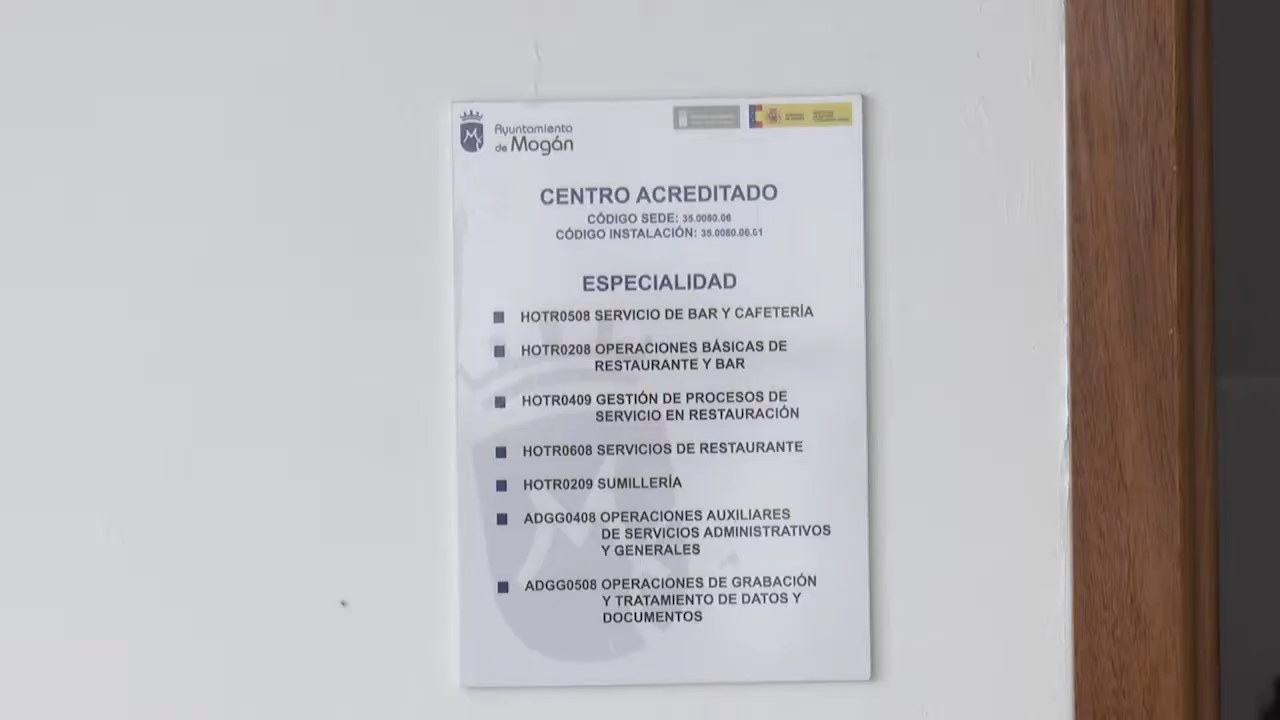 Ayuntamiento
de Mogán
CENTRO ACREDITADO
CÓDIGO SEDE: 35.0080.06
CÓDIGO INSTALACIÓN: 35.0080.06.01
ESPECIALIDAD
HOTR0508 SERVICIO DE BAR Y CAFETERÍA
HOTR0208 OPERACIONES BÁSICAS DE
RESTAURANTE Y BAR
HOTR0409 GESTIÓN DE PROCESOS DE
SERVICIO EN RESTAURACIÓN
HOTR0608 SERVICIOS DE RESTAURANTE
HOTR0209 SUMILLERÍA
ADGG0408 OPERACIONES AUXILIARES
DE SERVICIOS ADMINISTRATIVOS
Y GENERALES
ADGG0508 OPERACIONES DE GRABACIÓN
Y TRATAMIENTO DE DATOS Y
DOCUMENTOS